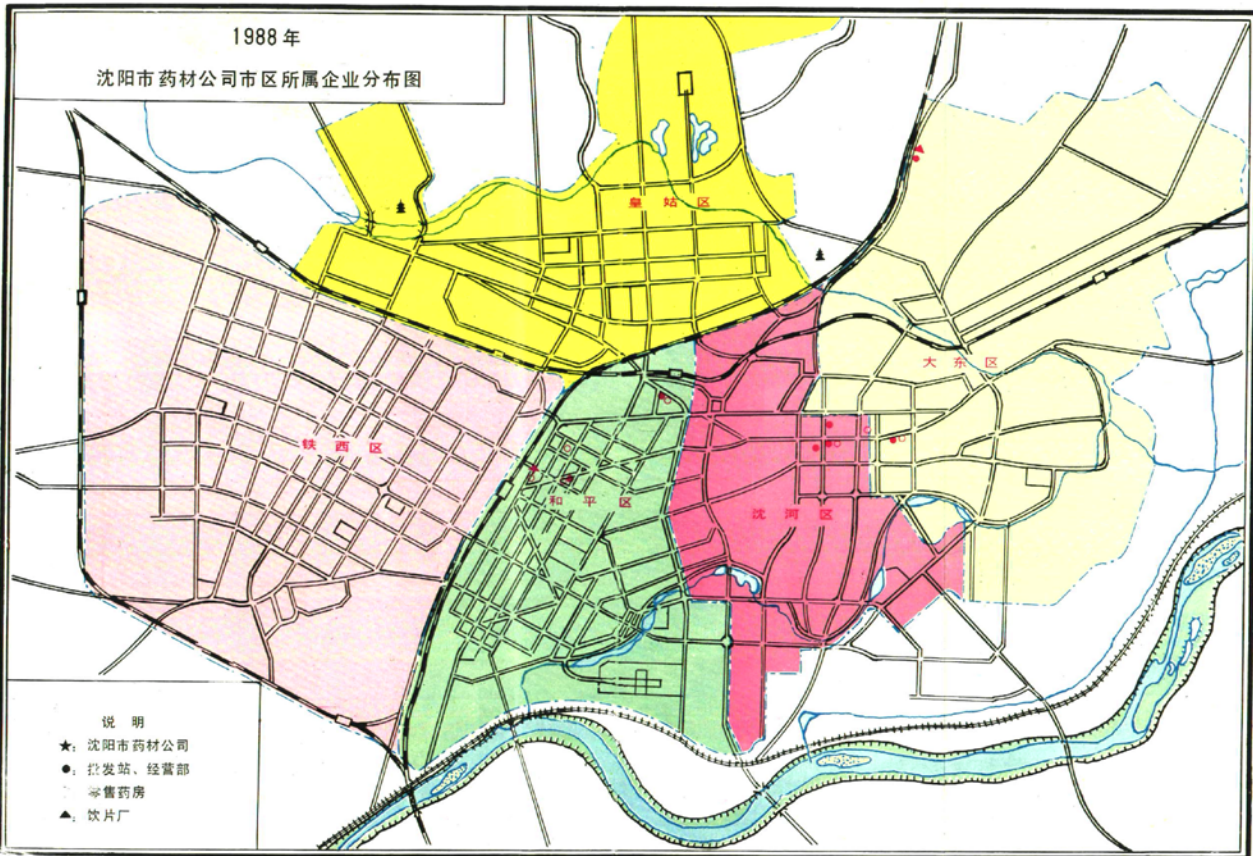 1988年
沈阳市药材公司市区所属企业分布图
皇姑区
大东区
铁西区
和平区
沈河区
说明
★：沈阳市药材公司
●：批发站、经营部
零售药房
▲：饮片厂